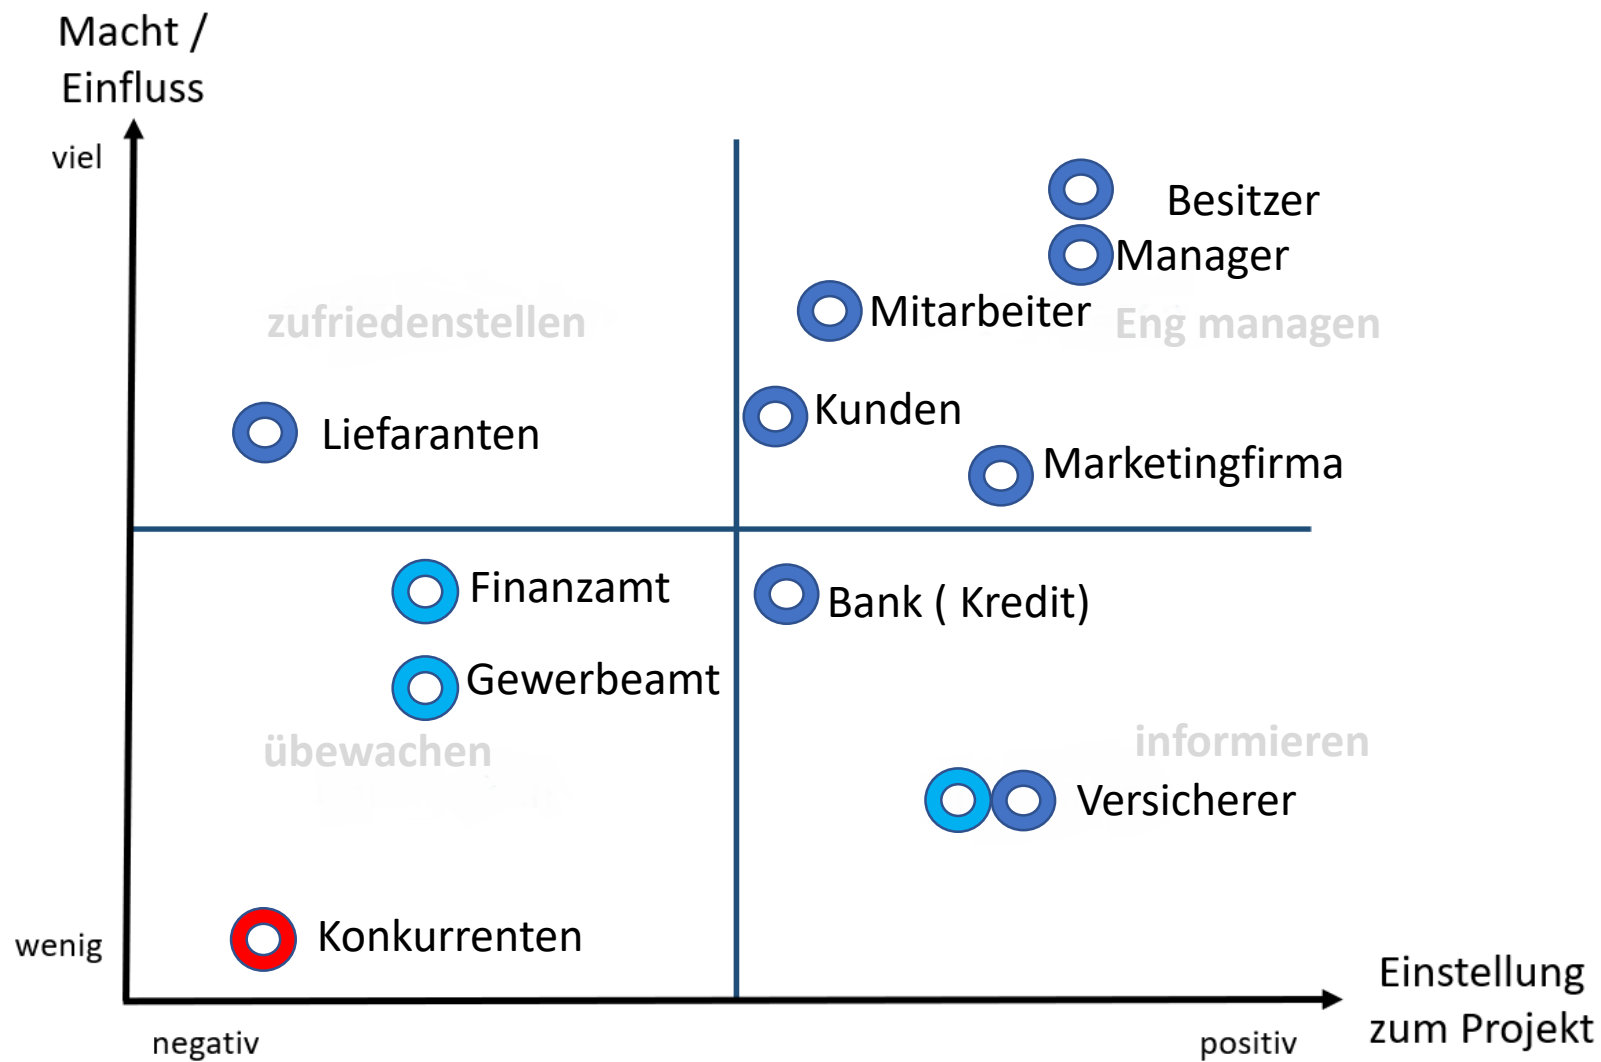 Macht /
Einfluss
viel
Besitzer
Manager
Mitarbeiter
zufriedenstellen
Eng managen
Kunden
Liefaranten
Marketingfirma
Finanzamt
Bank ( Kredit)
Gewerbeamt
übewachen
informieren
Versicherer
Konkurrenten
wenig
Einstellung
zum Projekt
negativ
positiv